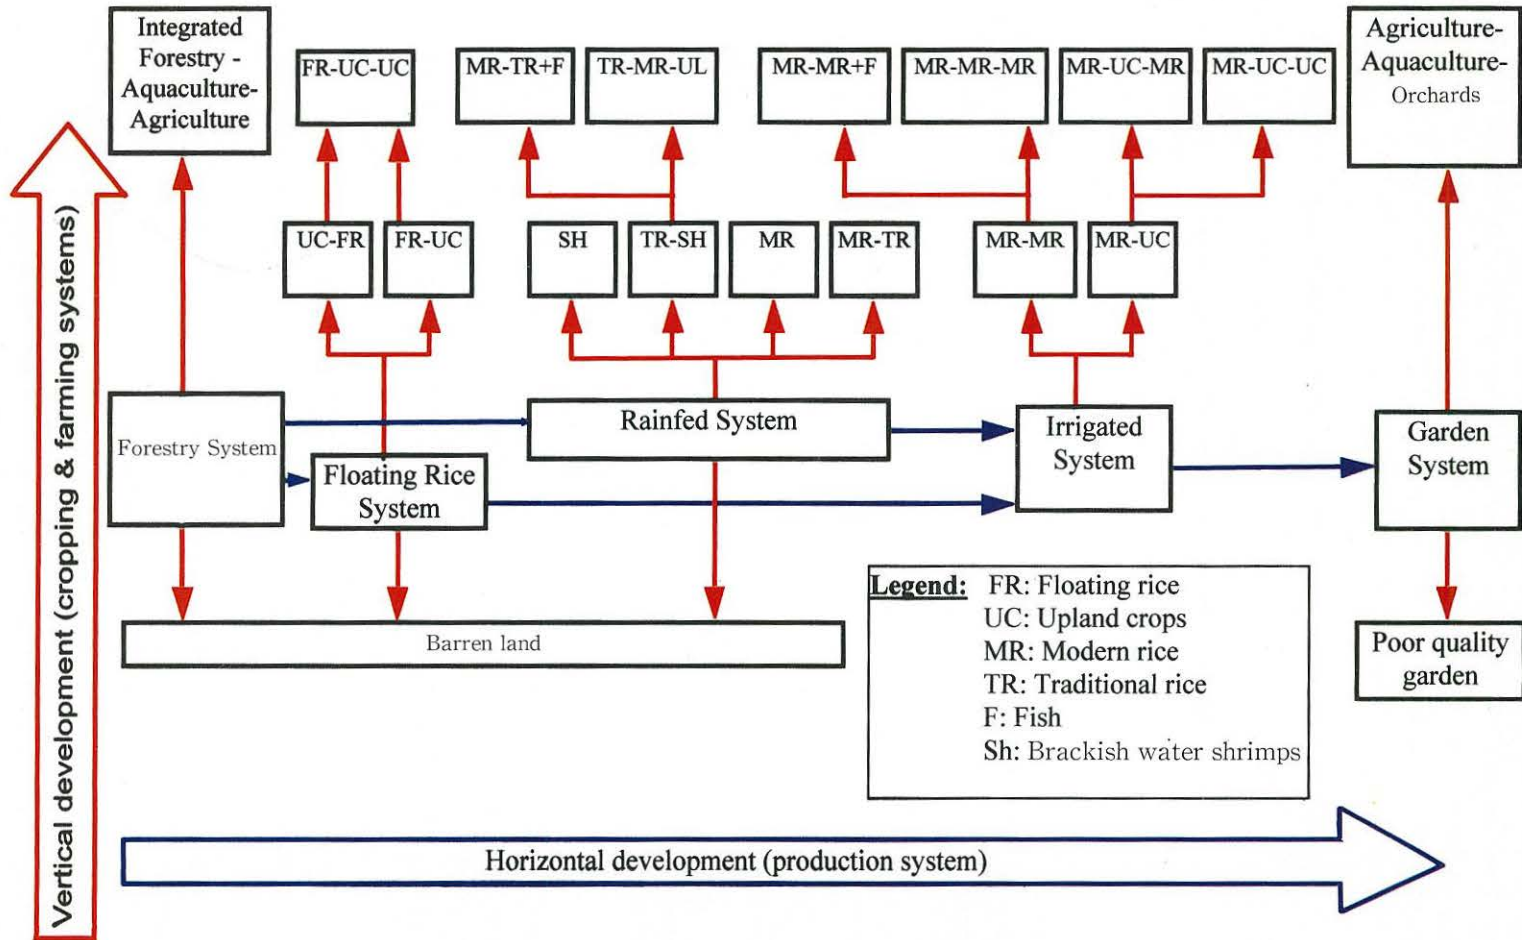 Integrated
Forestry -
Aquaculture-
Agriculture
FR-UC-UC
MR-TR+F
TR-MR-UL
MR-MR+F
MR-MR-MR
MR-UC-MR
MR-UC-UC
Agriculture-
Aquaculture-
Orchards
UC-FR
FR-UC
SH
TR-SH
MR
MR-TR
MR-MR
MR-UC
Vertical development (cropping & farming systems)
Forestry System
Floating Rice
System
Rainfed System
Irrigated
System
Garden
System
Barren land
Poor quality
garden
Legend: FR: Floating rice
UC: Upland crops
MR: Modern rice
TR: Traditional rice
F: Fish
Sh: Brackish water shrimps
Horizontal development (production system)